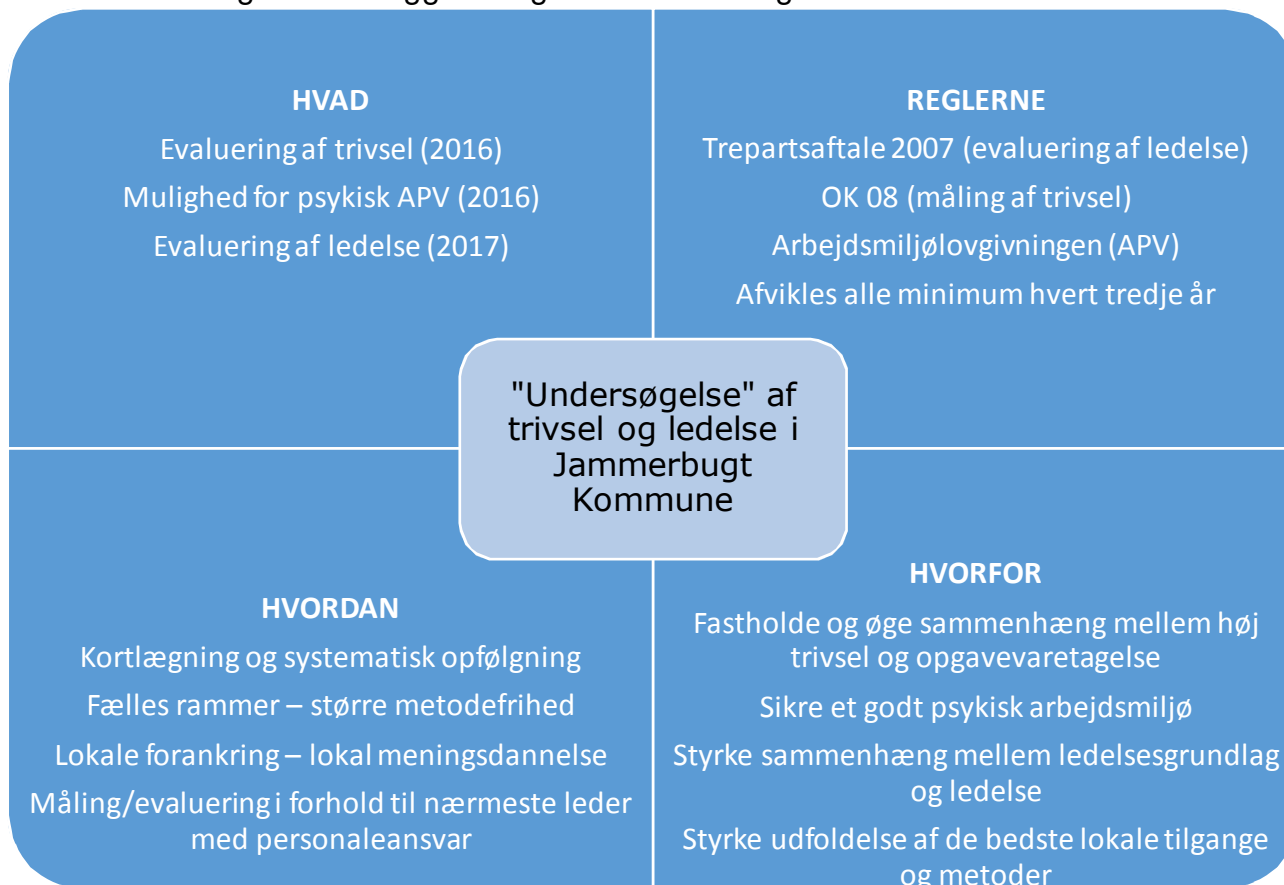 HVAD
Evaluering af trivsel (2016)
Mulighed for psykisk APV (2016)
Evaluering af ledelse (2017)
REGLERNE
Trepartsaftale 2007 (evaluering af ledelse)
OK 08 (måling af trivsel)
Arbejdsmiljølovgivningen (APV)
Afvikles alle minimum hvert tredje år
"Undersøgelse" af
trivsel og ledelse i
Jammerbugt
Kommune
HVORDAN
Kortlægning og systematisk opfølgning
Fælles rammer – større metodefrihed
Lokale forankring – lokal meningsdannelse
Måling/evaluering i forhold til nærmeste leder
med personaleansvar
HVORFOR
Fastholde og øge sammenhæng mellem høj
trivsel og opgavevaretagelse
Sikre et godt psykisk arbejdsmiljø
Styrke sammenhæng mellem ledelsesgrundlag
og ledelse
Styrke udfoldelse af de bedste lokale tilgange
og metoder